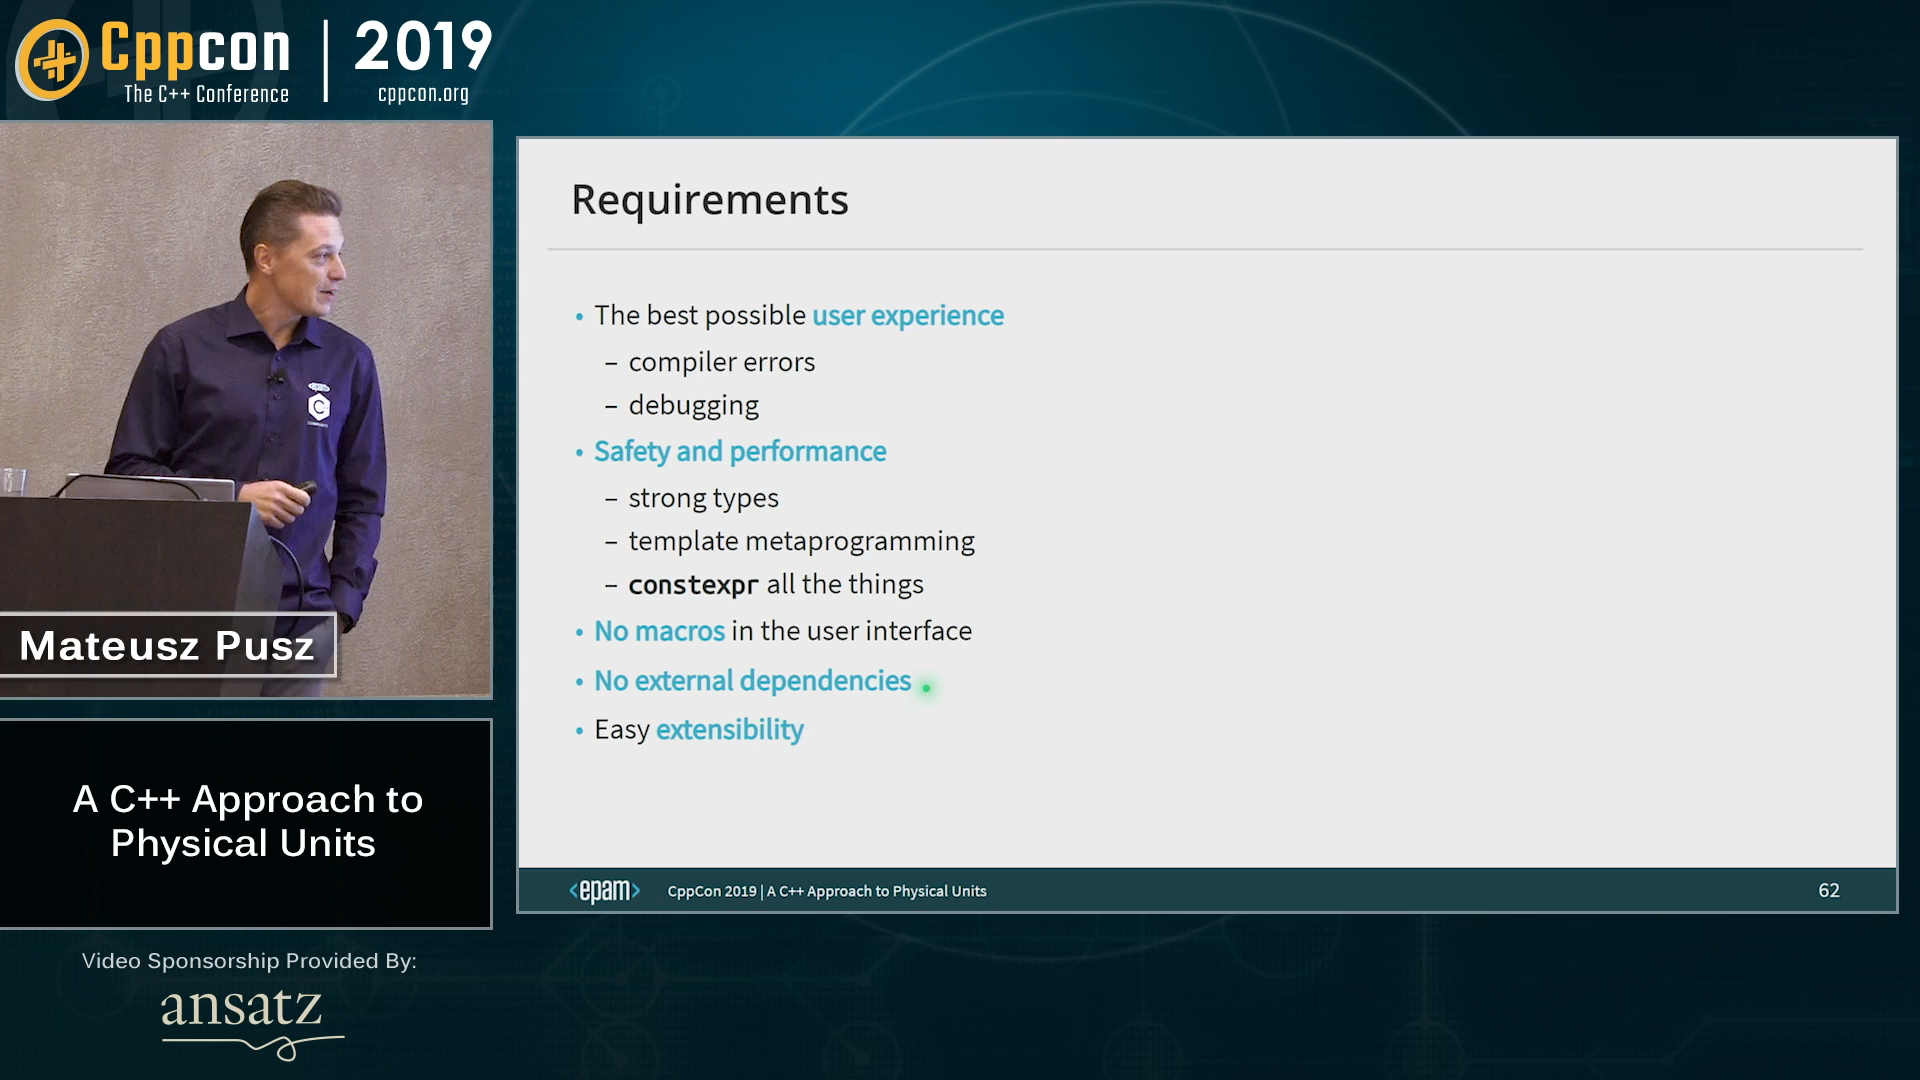 Cppcon
The C++ Conference
2019
cppcon.org
Requirements
• The best possible user experience
– compiler errors
– debugging
• Safety and performance
– strong types
– template metaprogramming
– constexpr all the things
• No macros in the user interface
• No external dependencies
• Easy extensibility
<epam>
CppCon 2019 | A C++ Approach to Physical Units
62
C++
Mateusz Pusz
A C++ Approach to
Physical Units
Video Sponsorship Provided By:
ansatz